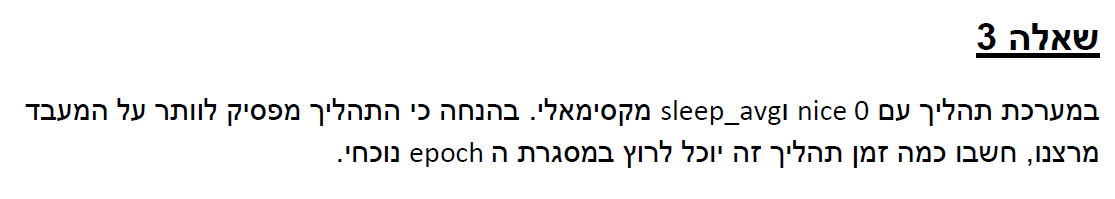 שאלה 3
במערכת תהליך עם nice 0 וsleep_avg מקסימאלי. בהנחה כי התהליך מפסיק לוותר על המעבד
מרצנו, חשבו כמה זמן תהליך זה יוכל לרוץ במסגרת ה epoch נוכחי.